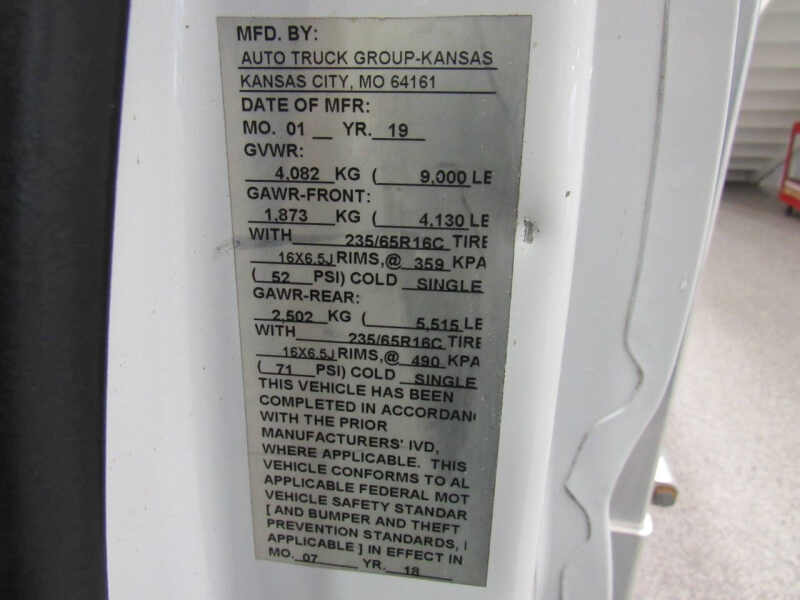 MFD. BY:
AUTO TRUCK GROUP-KANSAS
KANSAS CITY, MO 64161
DATE OF MFR:
MO. 01 YR. 19
GVWR:
4,082 KG ( 9,000 LB
GAWR-FRONT:
1,873 KG ( 4,130 LB
WITH 235/65R16C TIRE
16X6.5J RIMS,@ 359 KPA
( 52 PSI) COLD SINGLE
GAWR-REAR:
2,502 KG ( 5,515 LB
WITH 235/65R16C TIRE
16X6.5J RIMS,@ 490 KPA
( 71 PSI) COLD SINGLE
THIS VEHICLE HAS BEEN
COMPLETED IN ACCORDAN
WITH THE PRIOR
MANUFACTURERS' IVD,
WHERE APPLICABLE. THIS
VEHICLE CONFORMS TO AL
APPLICABLE FEDERAL MOT
VEHICLE SAFETY STANDAR
[ AND BUMPER AND THEFT
PREVENTION STANDARDS, I
APPLICABLE ] IN EFFECT IN
MO. 07 YR. 18